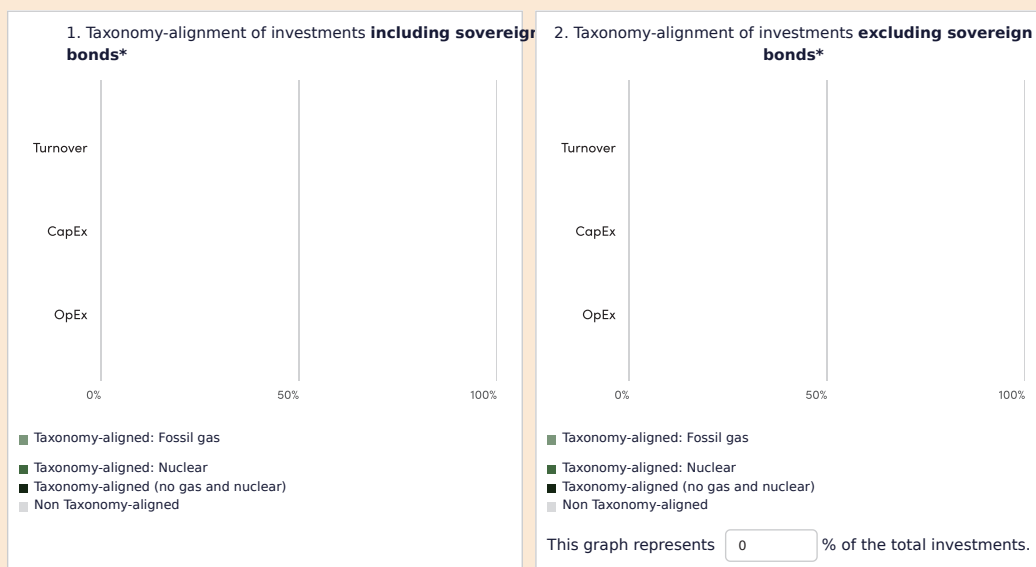 1. Taxonomy-alignment of investments including sovereign
bonds*
Turnover
CapEx
OpEx
0% 50% 100%
Taxonomy-aligned: Fossil gas
Taxonomy-aligned: Nuclear
Taxonomy-aligned (no gas and nuclear)
Non Taxonomy-aligned
2. Taxonomy-alignment of investments excluding sovereign
bonds*
Turnover
CapEx
OpEx
0% 50% 100%
Taxonomy-aligned: Fossil gas
Taxonomy-aligned: Nuclear
Taxonomy-aligned (no gas and nuclear)
Non Taxonomy-aligned
This graph represents 0 % of the total investments.